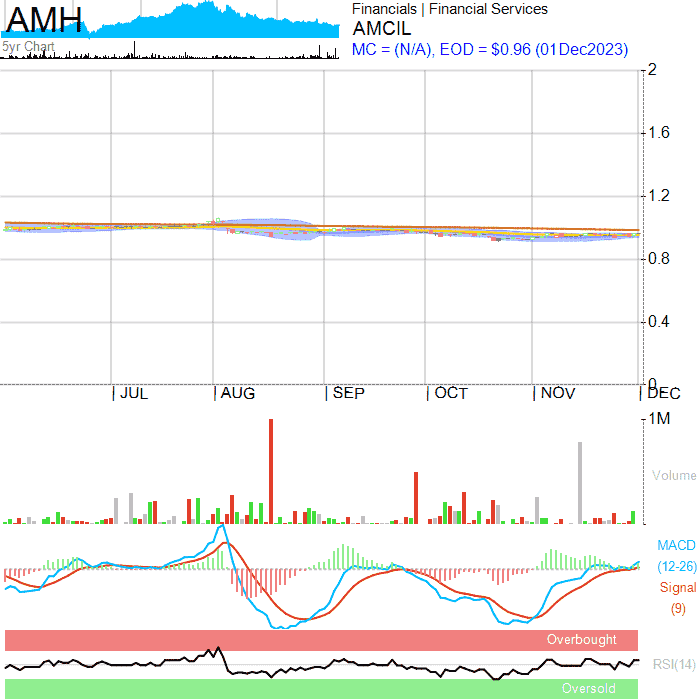 AMH
5yr Chart
Financials | Financial Services
AMCIL
MC = (N/A), EOD = $0.96 (01Dec2023)
2
1.6
1.2
0.8
0.4
0
| JUL
| AUG
| SEP
| OCT
| NOV
| DEC
1M
Volume
MACD
(12-26)
Signal
(9)
Overbought
RSI(14)
Oversold